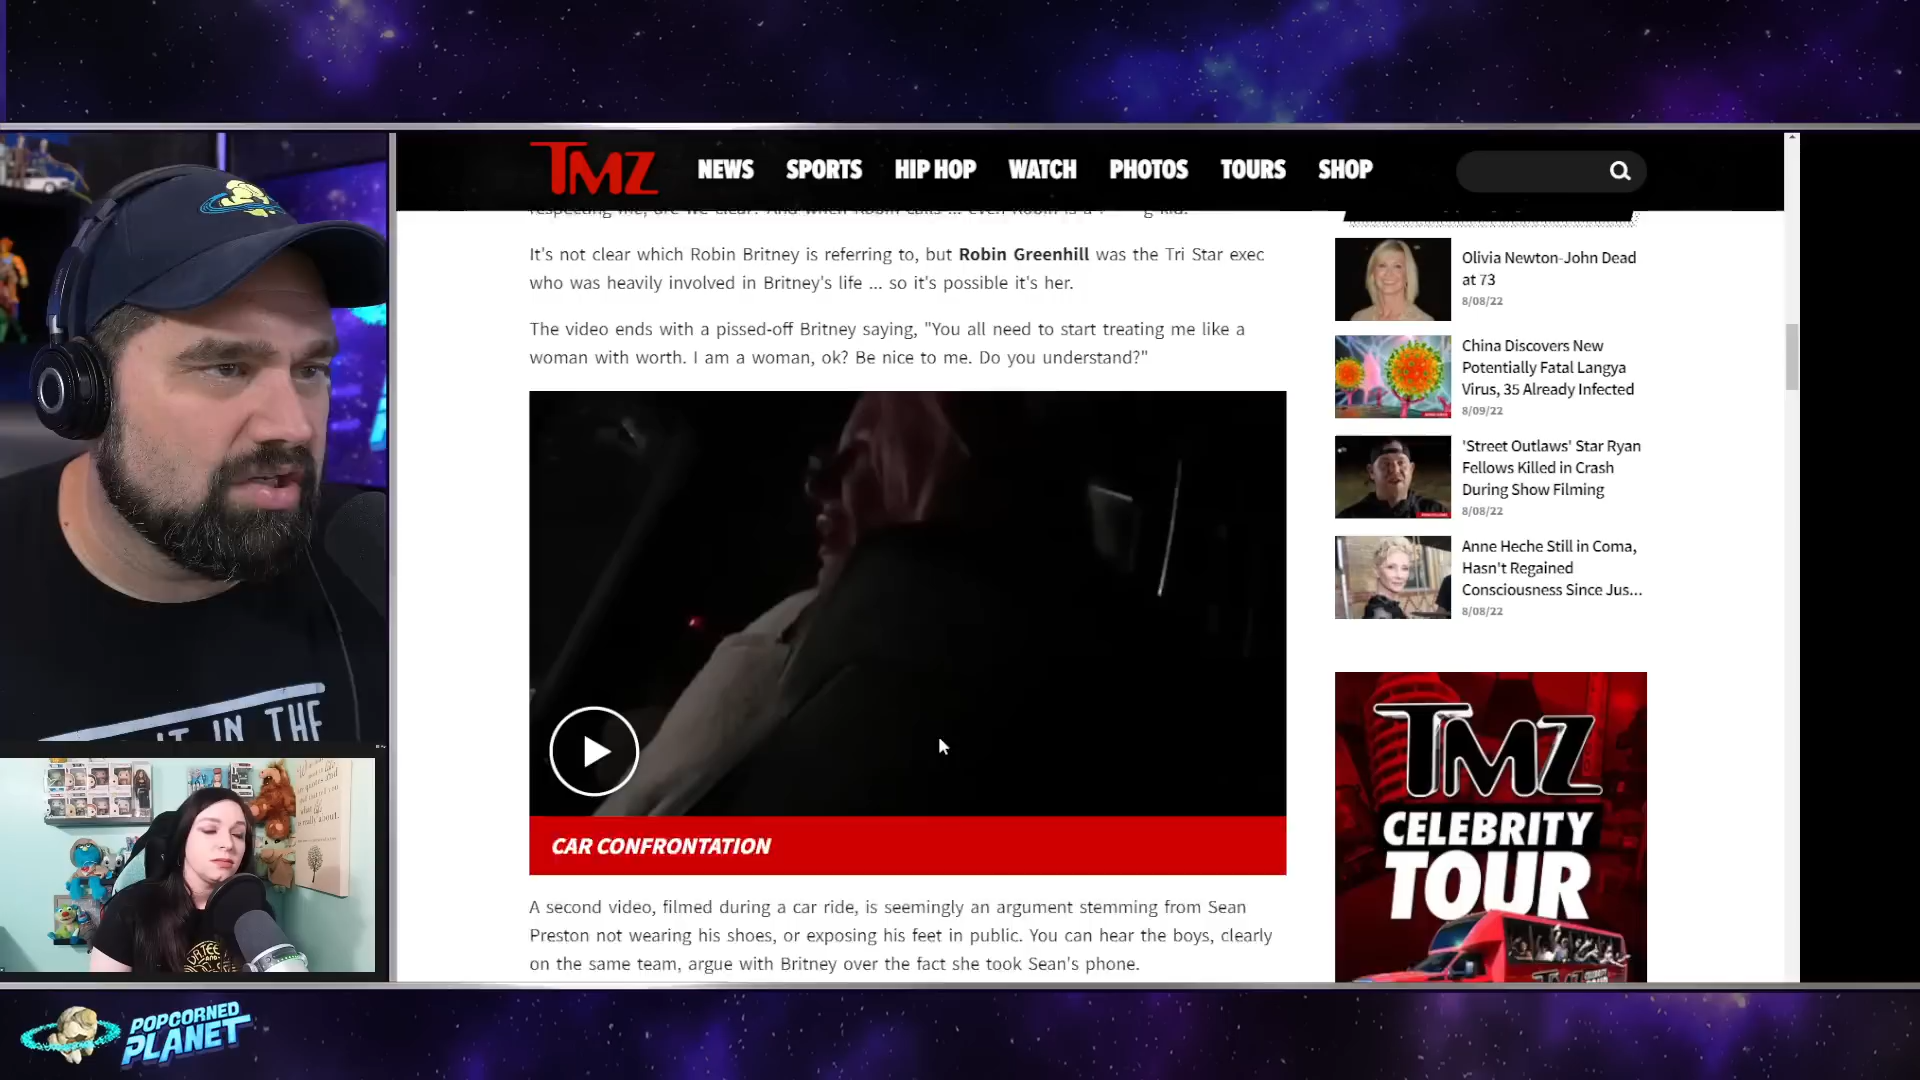 TMZ
NEWS SPORTS HIP HOP WATCH PHOTOS TOURS SHOP
It's not clear which Robin Britney is referring to, but Robin Greenhill was the Tri Star exec
who was heavily involved in Britney's life ... so it's possible it's her.
The video ends with a pissed-off Britney saying, "You all need to start treating me like a
woman with worth. I am a woman, ok? Be nice to me. Do you understand?"
CAR CONFRONTATION
A second video, filmed during a car ride, is seemingly an argument stemming from Sean
Preston not wearing his shoes, or exposing his feet in public. You can hear the boys, clearly
on the same team, argue with Britney over the fact she took Sean's phone.
Olivia Newton-John Dead
at 73
8/08/22
China Discovers New
Potentially Fatal Langya
Virus, 35 Already Infected
8/09/22
'Street Outlaws' Star Ryan
Fellows Killed in Crash
During Show Filming
8/08/22
Anne Heche Still in Coma,
Hasn't Regained
Consciousness Since Jus...
8/08/22
TMZ
CELEBRITY
TOUR
IN THE
POPCORNED
PLANET